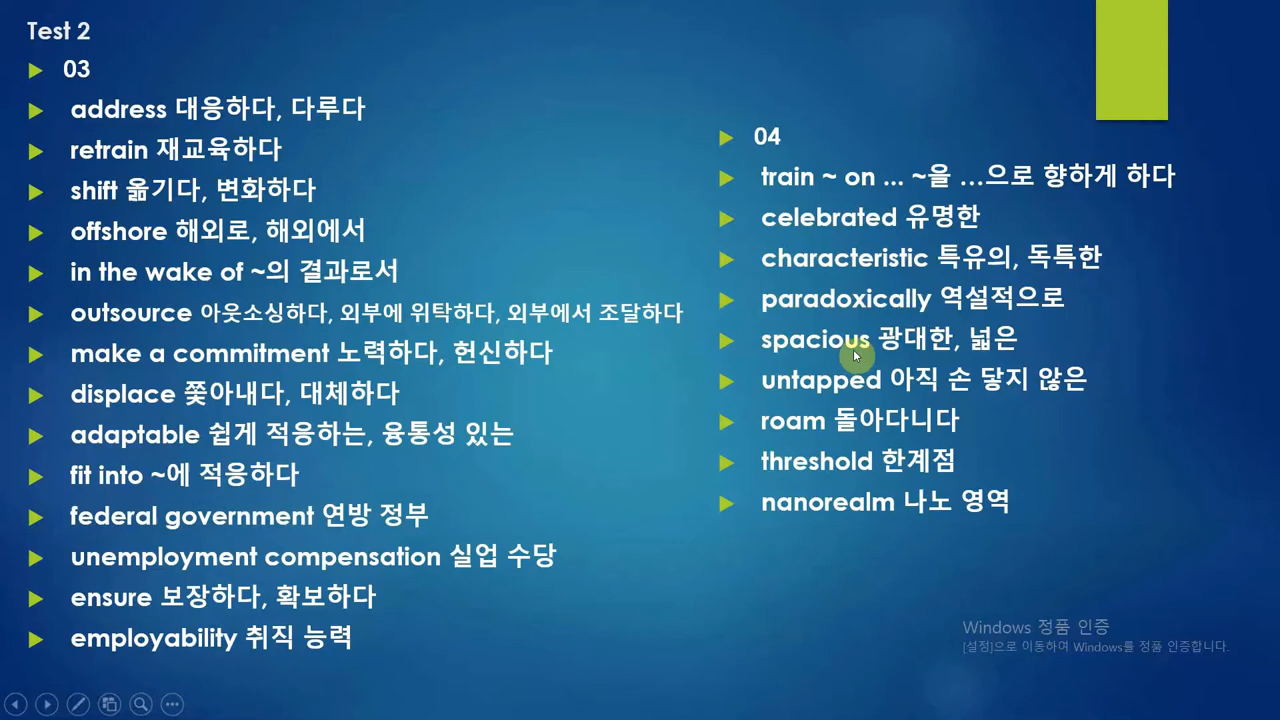 Test 2
03
address 대응하다, 다루다
retrain 재교육하다
shift 옮기다, 변화하다
offshore 해외로, 해외에서
in the wake of ~의 결과로서
outsource 아웃소싱하다, 외부에 위탁하다, 외부에서 조달하다
make a commitment 노력하다, 헌신하다
displace 쫓아내다, 대체하다
adaptable 쉽게 적응하는, 융통성 있는
fit into ~에 적응하다
federal government 연방 정부
unemployment compensation 실업 수당
ensure 보장하다, 확보하다
employability 취직 능력
04
train ~ on ... ~을 …으로 향하게 하다
celebrated 유명한
characteristic 특유의, 독특한
paradoxically 역설적으로
spacious 광대한, 넓은
untapped 아직 손 닿지 않은
roam 돌아다니다
threshold 한계점
nanorealm 나노 영역
Windows 정품 인증
[설정]으로 이동하여 Windows를 정품 인증합니다.